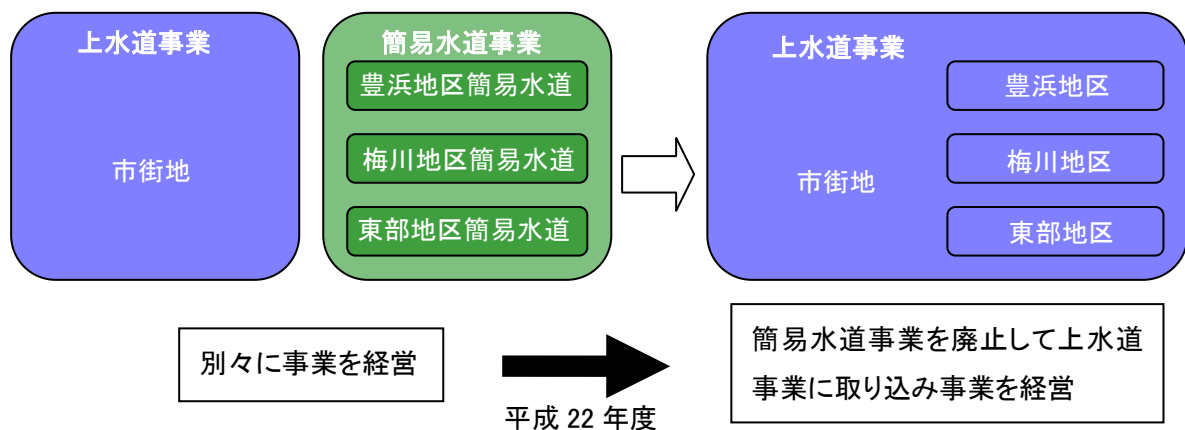 上水道事業
市街地
簡易水道事業
豊浜地区簡易水道
梅川地区簡易水道
東部地区簡易水道
上水道事業
市街地
豊浜地区
梅川地区
東部地区
別々に事業を経営
平成 22 年度
簡易水道事業を廃止して上水道
事業に取り込み事業を経営